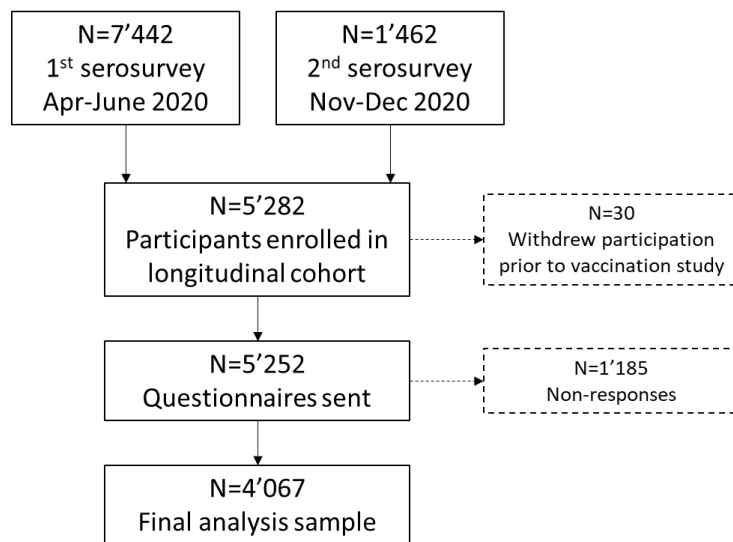 N=7’442
1st serosurvey
Apr-June 2020
N=1’462
2nd serosurvey
Nov-Dec 2020
N=5’282
Participants enrolled in
longitudinal cohort
N=30
Withdrew participation
prior to vaccination study
N=5’252
Questionnaires sent
N=1’185
Non-responses
N=4’067
Final analysis sample